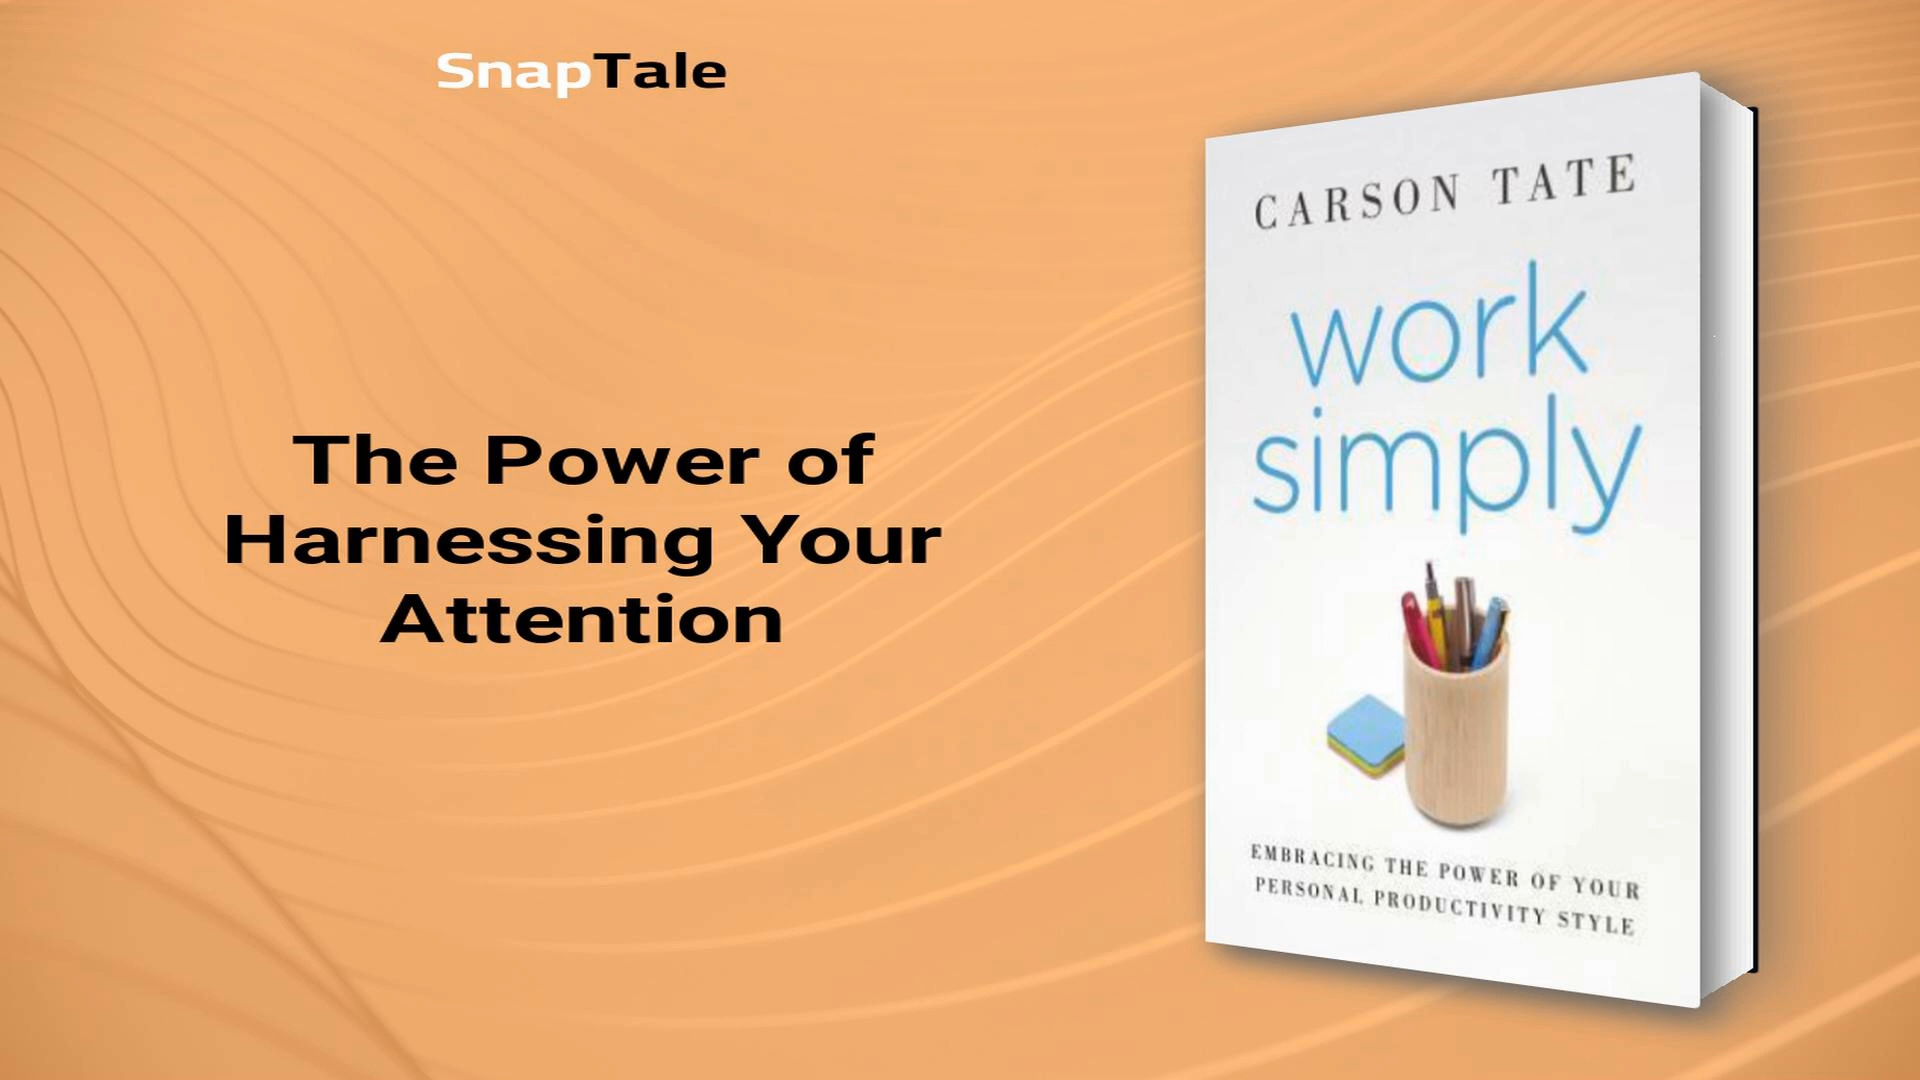 SnapTale
The Power of
Harnessing Your
Attention
CARSON TATE
work
simply
EMBRACING THE POWER OF YOUR
PERSONAL PRODUCTIVITY STYLE